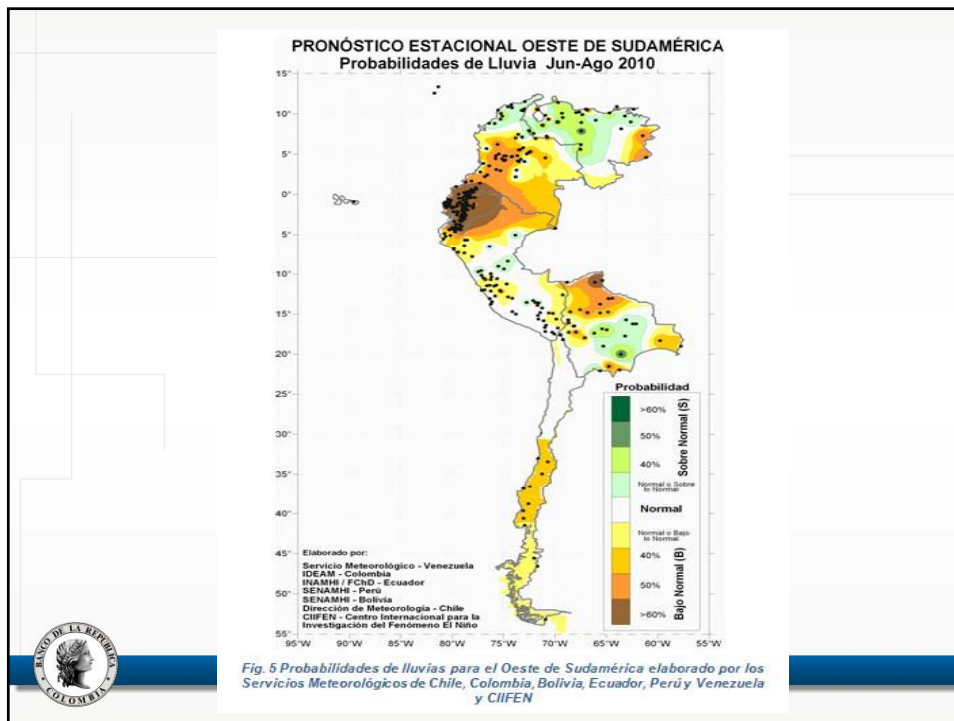 PRONÓSTICO ESTACIONAL OESTE DE SUDAMÉRICA
Probabilidades de Lluvia Jun-Ago 2010
15°
10°
5°
0°
5°
10°
15°
20°
25°
30°
35°
40°
45°
50°
55°
95°W 90°W 85°W 80°W 75°W 70°W 65°W 60°W 55°W
Probabilidad
>60%
50%
40%
Sobre Normal (S)
Normal o Sobre
lo Normal
Normal
Normal o Bajo
lo Normal
40%
50%
>60%
Bajo Normal (B)
Elaborado por:
Servicio Meteorológico - Venezuela
IDEAM - Colombia
INAMHI / FChD - Ecuador
SENAMHI - Perú
SENAMHI - Bolivia
Dirección de Meteorología - Chile
CIIFEN - Centro Internacional para la
Investigación del Fenómeno El Niño
BANCO DE LA REPUBLICA
COLOMBIA
Fig. 5 Probabilidades de lluvias para el Oeste de Sudamérica elaborado por los
Servicios Meteorológicos de Chile, Colombia, Bolivia, Ecuador, Perú y Venezuela
y CIIFEN